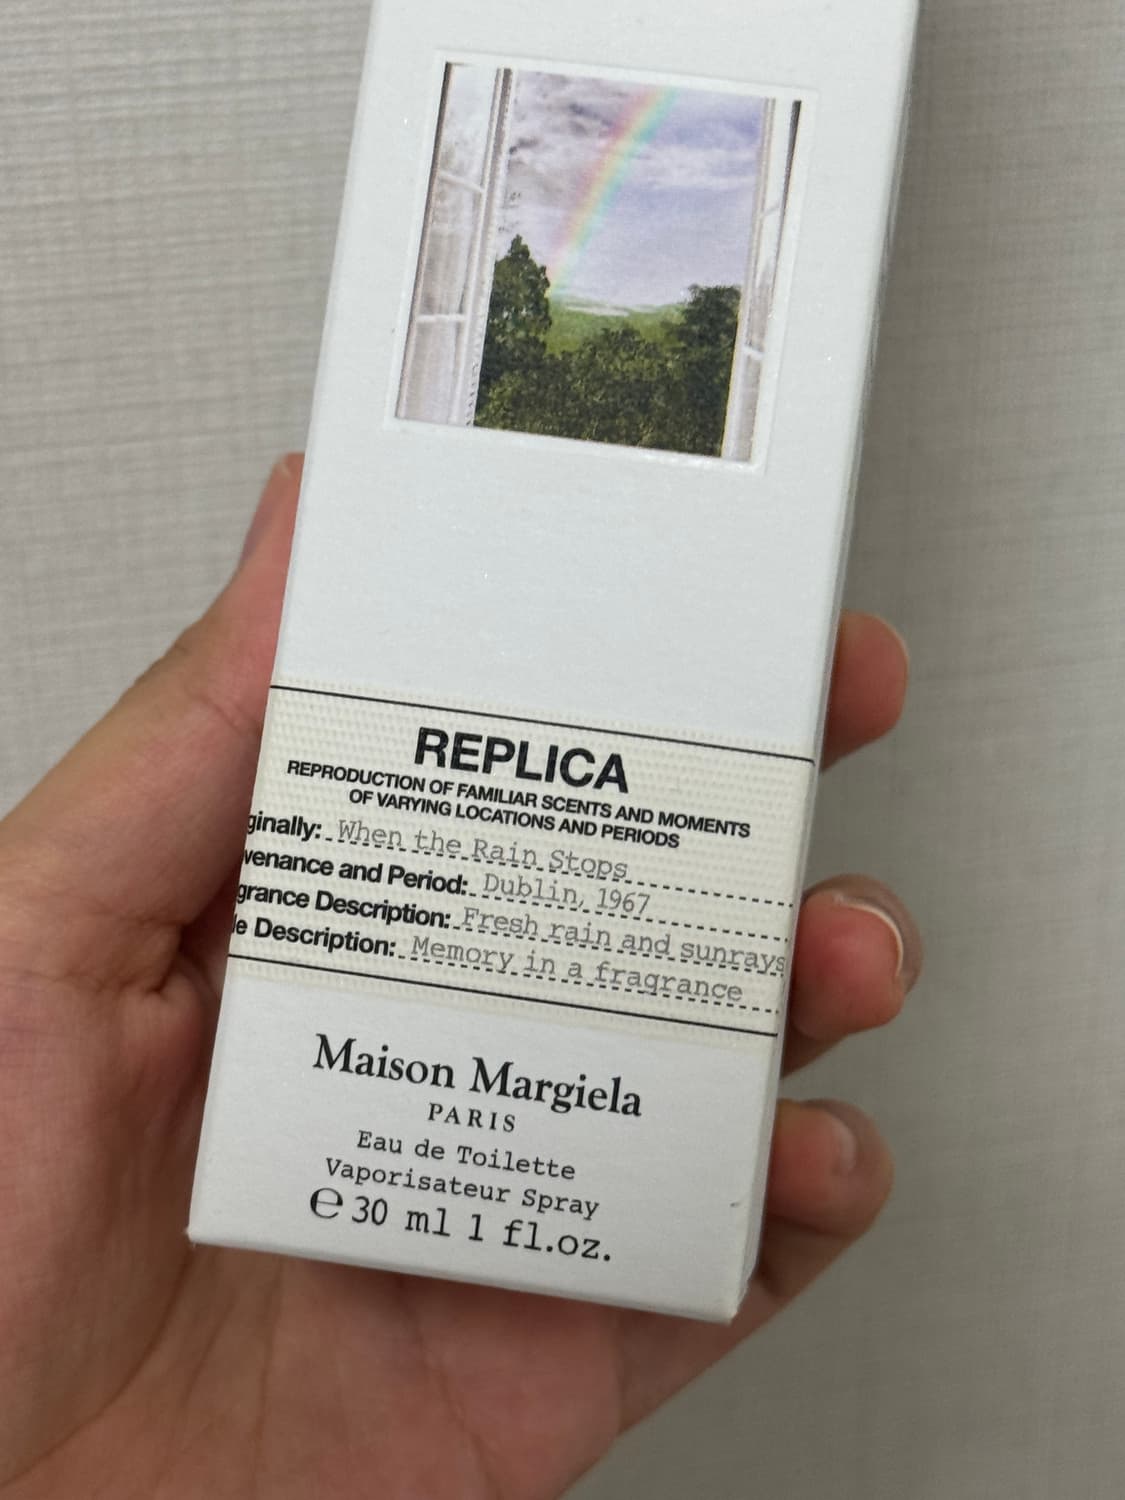 REPLICA
REPRODUCTION OF FAMILIAR SCENTS AND MOMENTS
OF VARYING LOCATIONS AND PERIODS
ginally: When the Rain Stops
venance and Period: Dublin, 1967
grance Description: Fresh rain and sunrays
le Description: Memory in a fragrance
Maison Margiela
PARIS
Eau de Toilette
Vaporisateur Spray
℮ 30 ml 1 fl.oz.